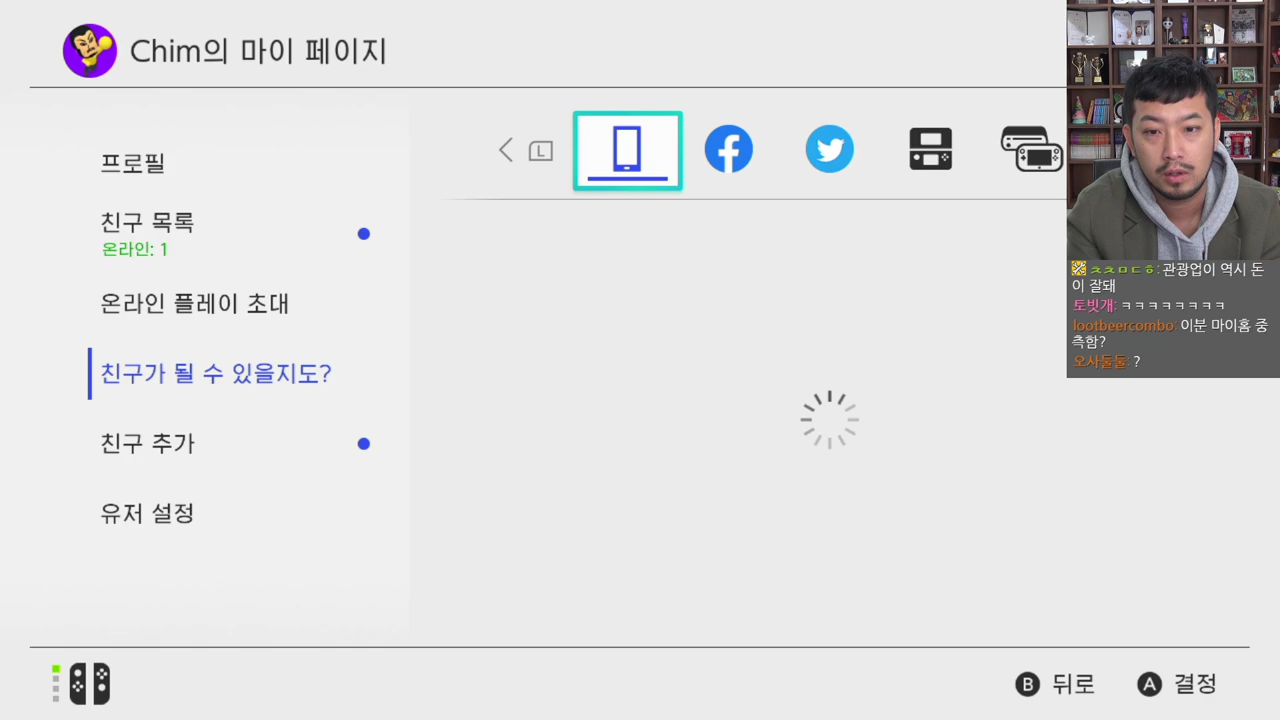 Chim의 마이 페이지
프로필
친구 목록
온라인: 1
온라인 플레이 초대
친구가 될 수 있을지도?
친구 추가
유저 설정
L
ㅊㅊㅁㄷㅎ: 관광업이 역시 돈
이 잘돼
토빗개: ㅋㅋㅋㅋㅋㅋㅋㅋ
lootbeercombo: 이분 마이홈 중
측함?
오사둘둘: ?
B 뒤로
A 결정